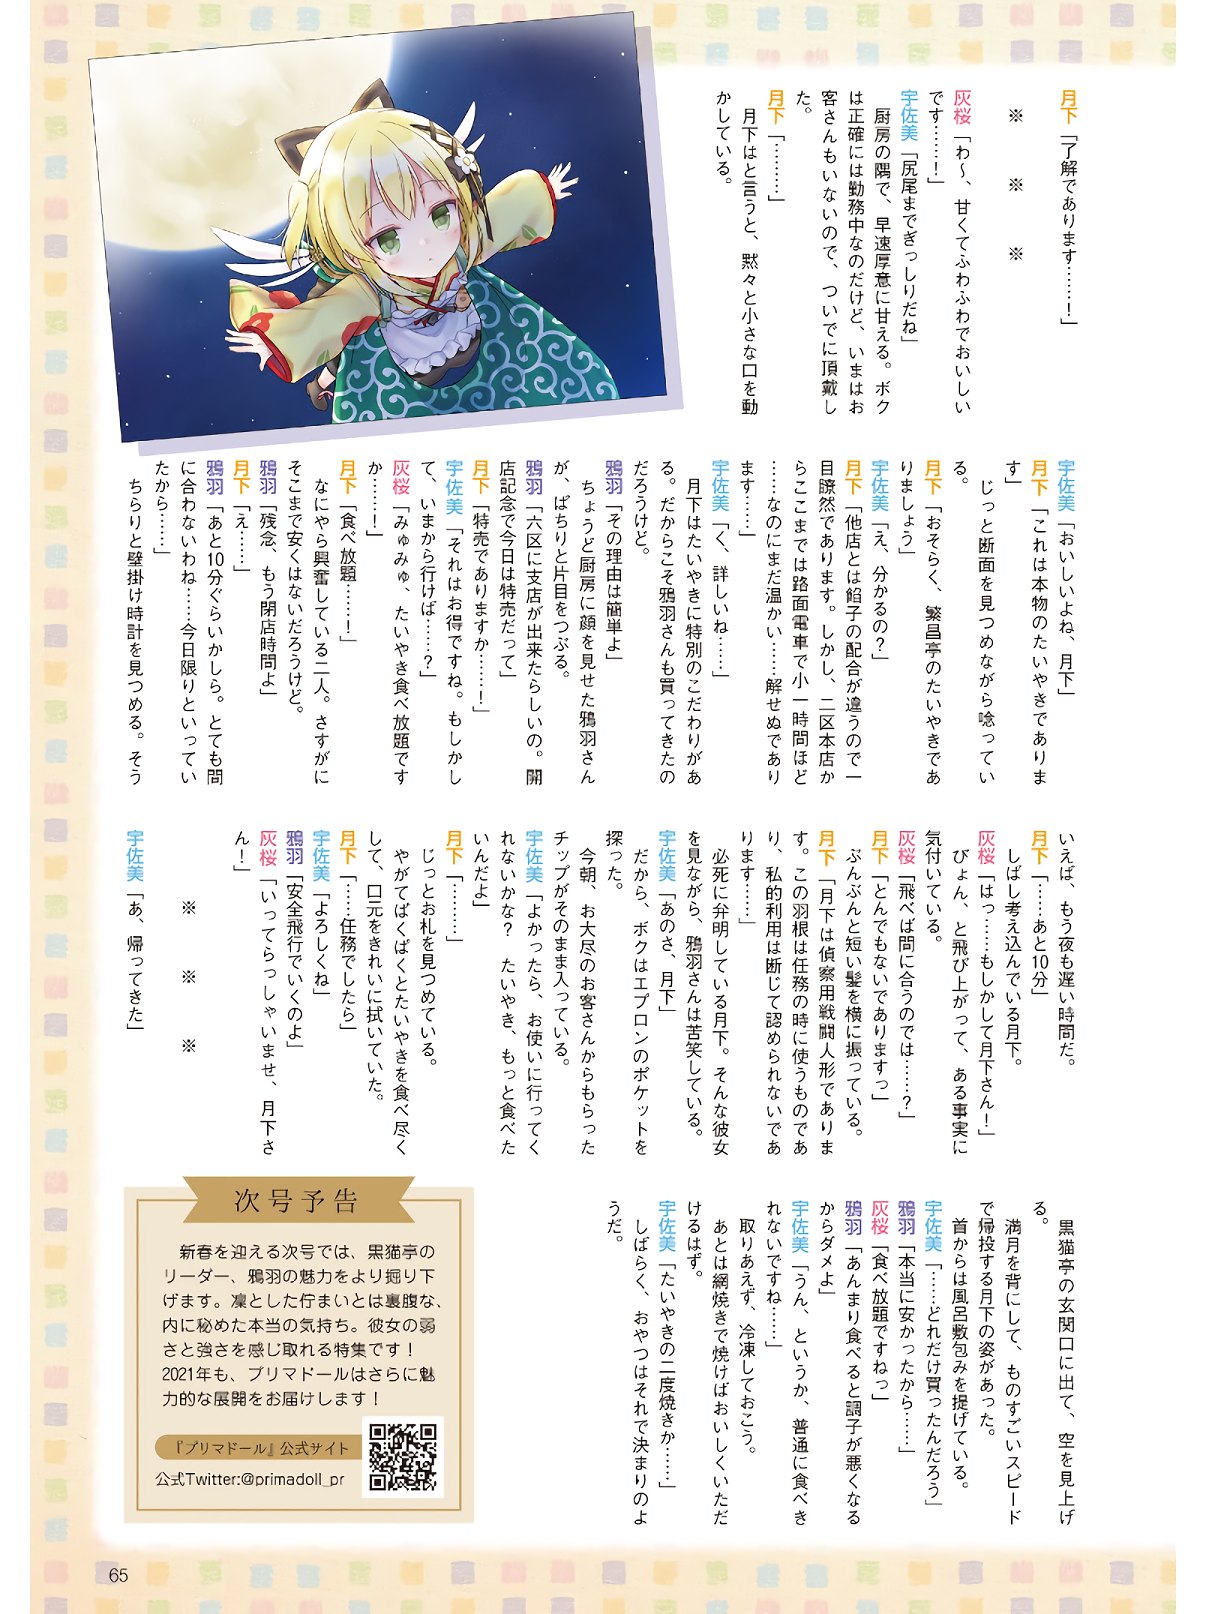 月下「了解であります……！」
※　※　※
灰桜「わ〜、甘くてふわふわでおいしい
です……！」
宇佐美「尻尾までぎっしりだね」
　厨房の隅で、早速厚意に甘える。ボク
は正確には勤務中なのだけど、いまはお
客さんもいないので、ついでに頂戴し
た。
月下「………」
　月下はと言うと、黙々と小さな口を動
かしている。
宇佐美「おいしいよね、月下」
月下「これは本物のたいやきでありま
す」
　じっと断面を見つめながら唸ってい
る。
月下「おそらく、繁昌亭のたいやきであ
りましょう」
宇佐美「え、分かるの？」
月下「他店とは餡子の配合が違うので一
目瞭然であります。しかし、二区本店か
らここまでは路面電車で小一時間ほど
……なのにまだ温かい……解せぬであり
ます……」
宇佐美「く、詳しいね……」
　月下はたいやきに特別のこだわりがあ
る。だからこそ鴉羽さんも買ってきたの
だろうけど。
鴉羽「その理由は簡単よ」
　ちょうど厨房に顔を見せた鴉羽さん
が、ぱちりと片目をつぶる。
鴉羽「六区に支店が出来たらしいの。開
店記念で今日は特売だって」
月下「特売でありますか……！」
宇佐美「それはお得ですね。もしかし
て、いまから行けば……？」
灰桜「みゅみゅ、たいやき食べ放題です
か……！」
月下「食べ放題……！」
　なにやら興奮している二人。さすがに
そこまで安くはないだろうけど。
鴉羽「残念、もう閉店時間よ」
月下「え……」
鴉羽「あと10分ぐらいかしら。とても間
に合わないわね……今日限りといってい
たから……」
　ちらりと壁掛け時計を見つめる。そう
いえば、もう夜も遅い時間だ。
月下「……あと10分」
　しばし考え込んでいる月下。
灰桜「はっ……もしかして月下さん！」
　ぴょん、と飛び上がって、ある事実に
気付いている。
灰桜「飛べば間に合うのでは……？」
月下「とんでもないでありますっ」
　ぶんぶんと短い髪を横に振っている。
月下「月下は偵察用戦闘人形でありま
す。この羽根は任務の時に使うものであ
り、私的利用は断じて認められないであ
ります……」
　必死に弁明している月下。そんな彼女
を見ながら、鴉羽さんは苦笑している。
宇佐美「あのさ、月下」
　だから、ボクはエプロンのポケットを
探った。
　今朝、お大尽のお客さんからもらった
チップがそのまま入っている。
宇佐美「よかったら、お使いに行ってく
れないかな？　たいやき、もっと食べた
いんだよ」
月下「………」
　じっとお札を見つめている。
　やがてぱくぱくとたいやきを食べ尽く
して、口元をきれいに拭いていた。
月下「……任務でしたら」
宇佐美「よろしくね」
鴉羽「安全飛行でいくのよ」
灰桜「いってらっしゃいませ、月下さ
ん！」
※　※　※
宇佐美「あ、帰ってきた」
　黒猫亭の玄関口に出て、空を見上げ
る。
　満月を背にして、ものすごいスピード
で帰投する月下の姿があった。
　首からは風呂敷包みを提げている。
宇佐美「……どれだけ買ったんだろう」
鴉羽「本当に安かったから……」
灰桜「食べ放題ですねっ」
鴉羽「あんまり食べると調子が悪くなる
からダメよ」
宇佐美「うん、というか、普通に食べき
れないですね……」
　取りあえず、冷凍しておこう。
　あとは網焼きで焼けばおいしくいただ
けるはず。
宇佐美「たいやきの二度焼きか……」
　しばらく、おやつはそれで決まりのよ
うだ。
次号予告
　新春を迎える次号では、黒猫亭の
リーダー、鴉羽の魅力をより掘り下
げます。凜とした佇まいとは裏腹な、
内に秘めた本当の気持ち。彼女の弱
さと強さを感じ取れる特集です！
2021年も、プリマドールはさらに魅
力的な展開をお届けします！
『プリマドール』公式サイト
公式Twitter:@primadoll_pr
65